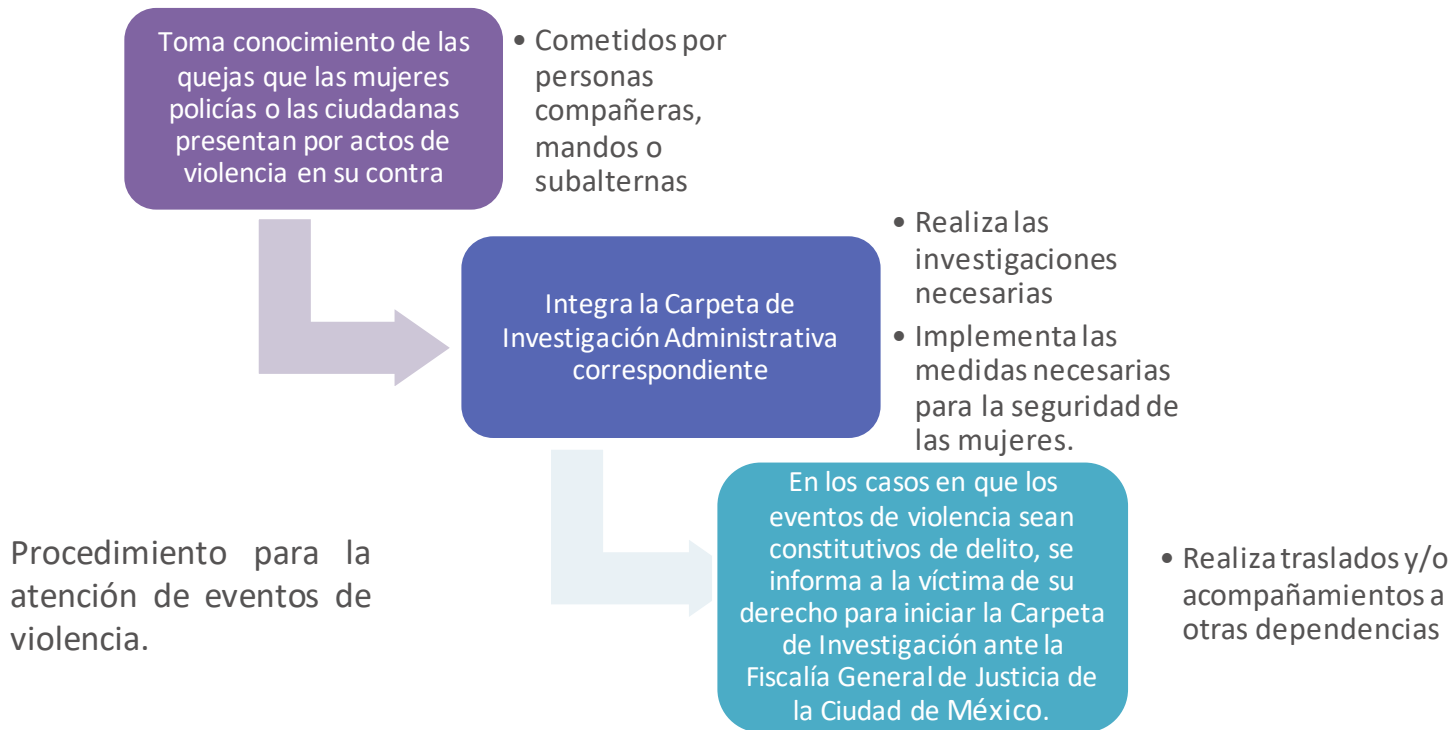 Toma conocimiento de las
quejas que las mujeres
policías o las ciudadanas
presentan por actos de
violencia en su contra
• Cometidos por
personas
compañeras,
mandos o
subalternas
Integra la Carpeta de
Investigación Administrativa
correspondiente
• Realiza las
investigaciones
necesarias
• Implementa las
medidas necesarias
para la seguridad de
las mujeres.
En los casos en que los
eventos de violencia sean
constitutivos de delito, se
informa a la víctima de su
derecho para iniciar la Carpeta
de Investigación ante la
Fiscalía General de Justicia de
la Ciudad de México.
• Realiza traslados y/o
acompañamientos a
otras dependencias
Procedimiento para la
atención de eventos de
violencia.